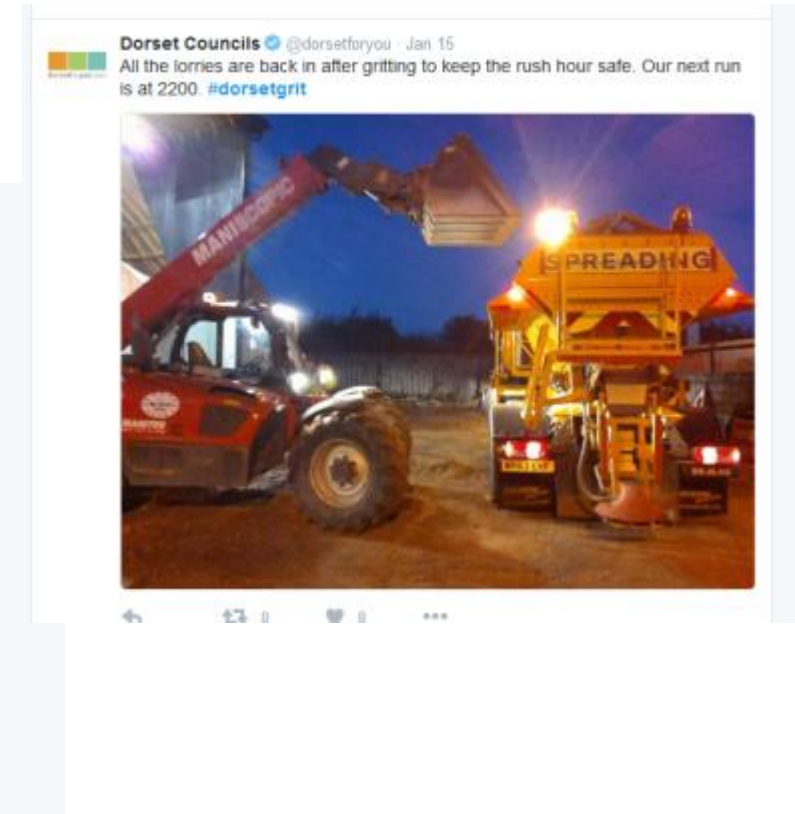 Dorset Councils @dorsetforyou · Jan 15
All the lorries are back in after gritting to keep the rush hour safe. Our next run
is at 2200. #dorsetgrit
MANISCOPIC
SPREADING
MANITOU